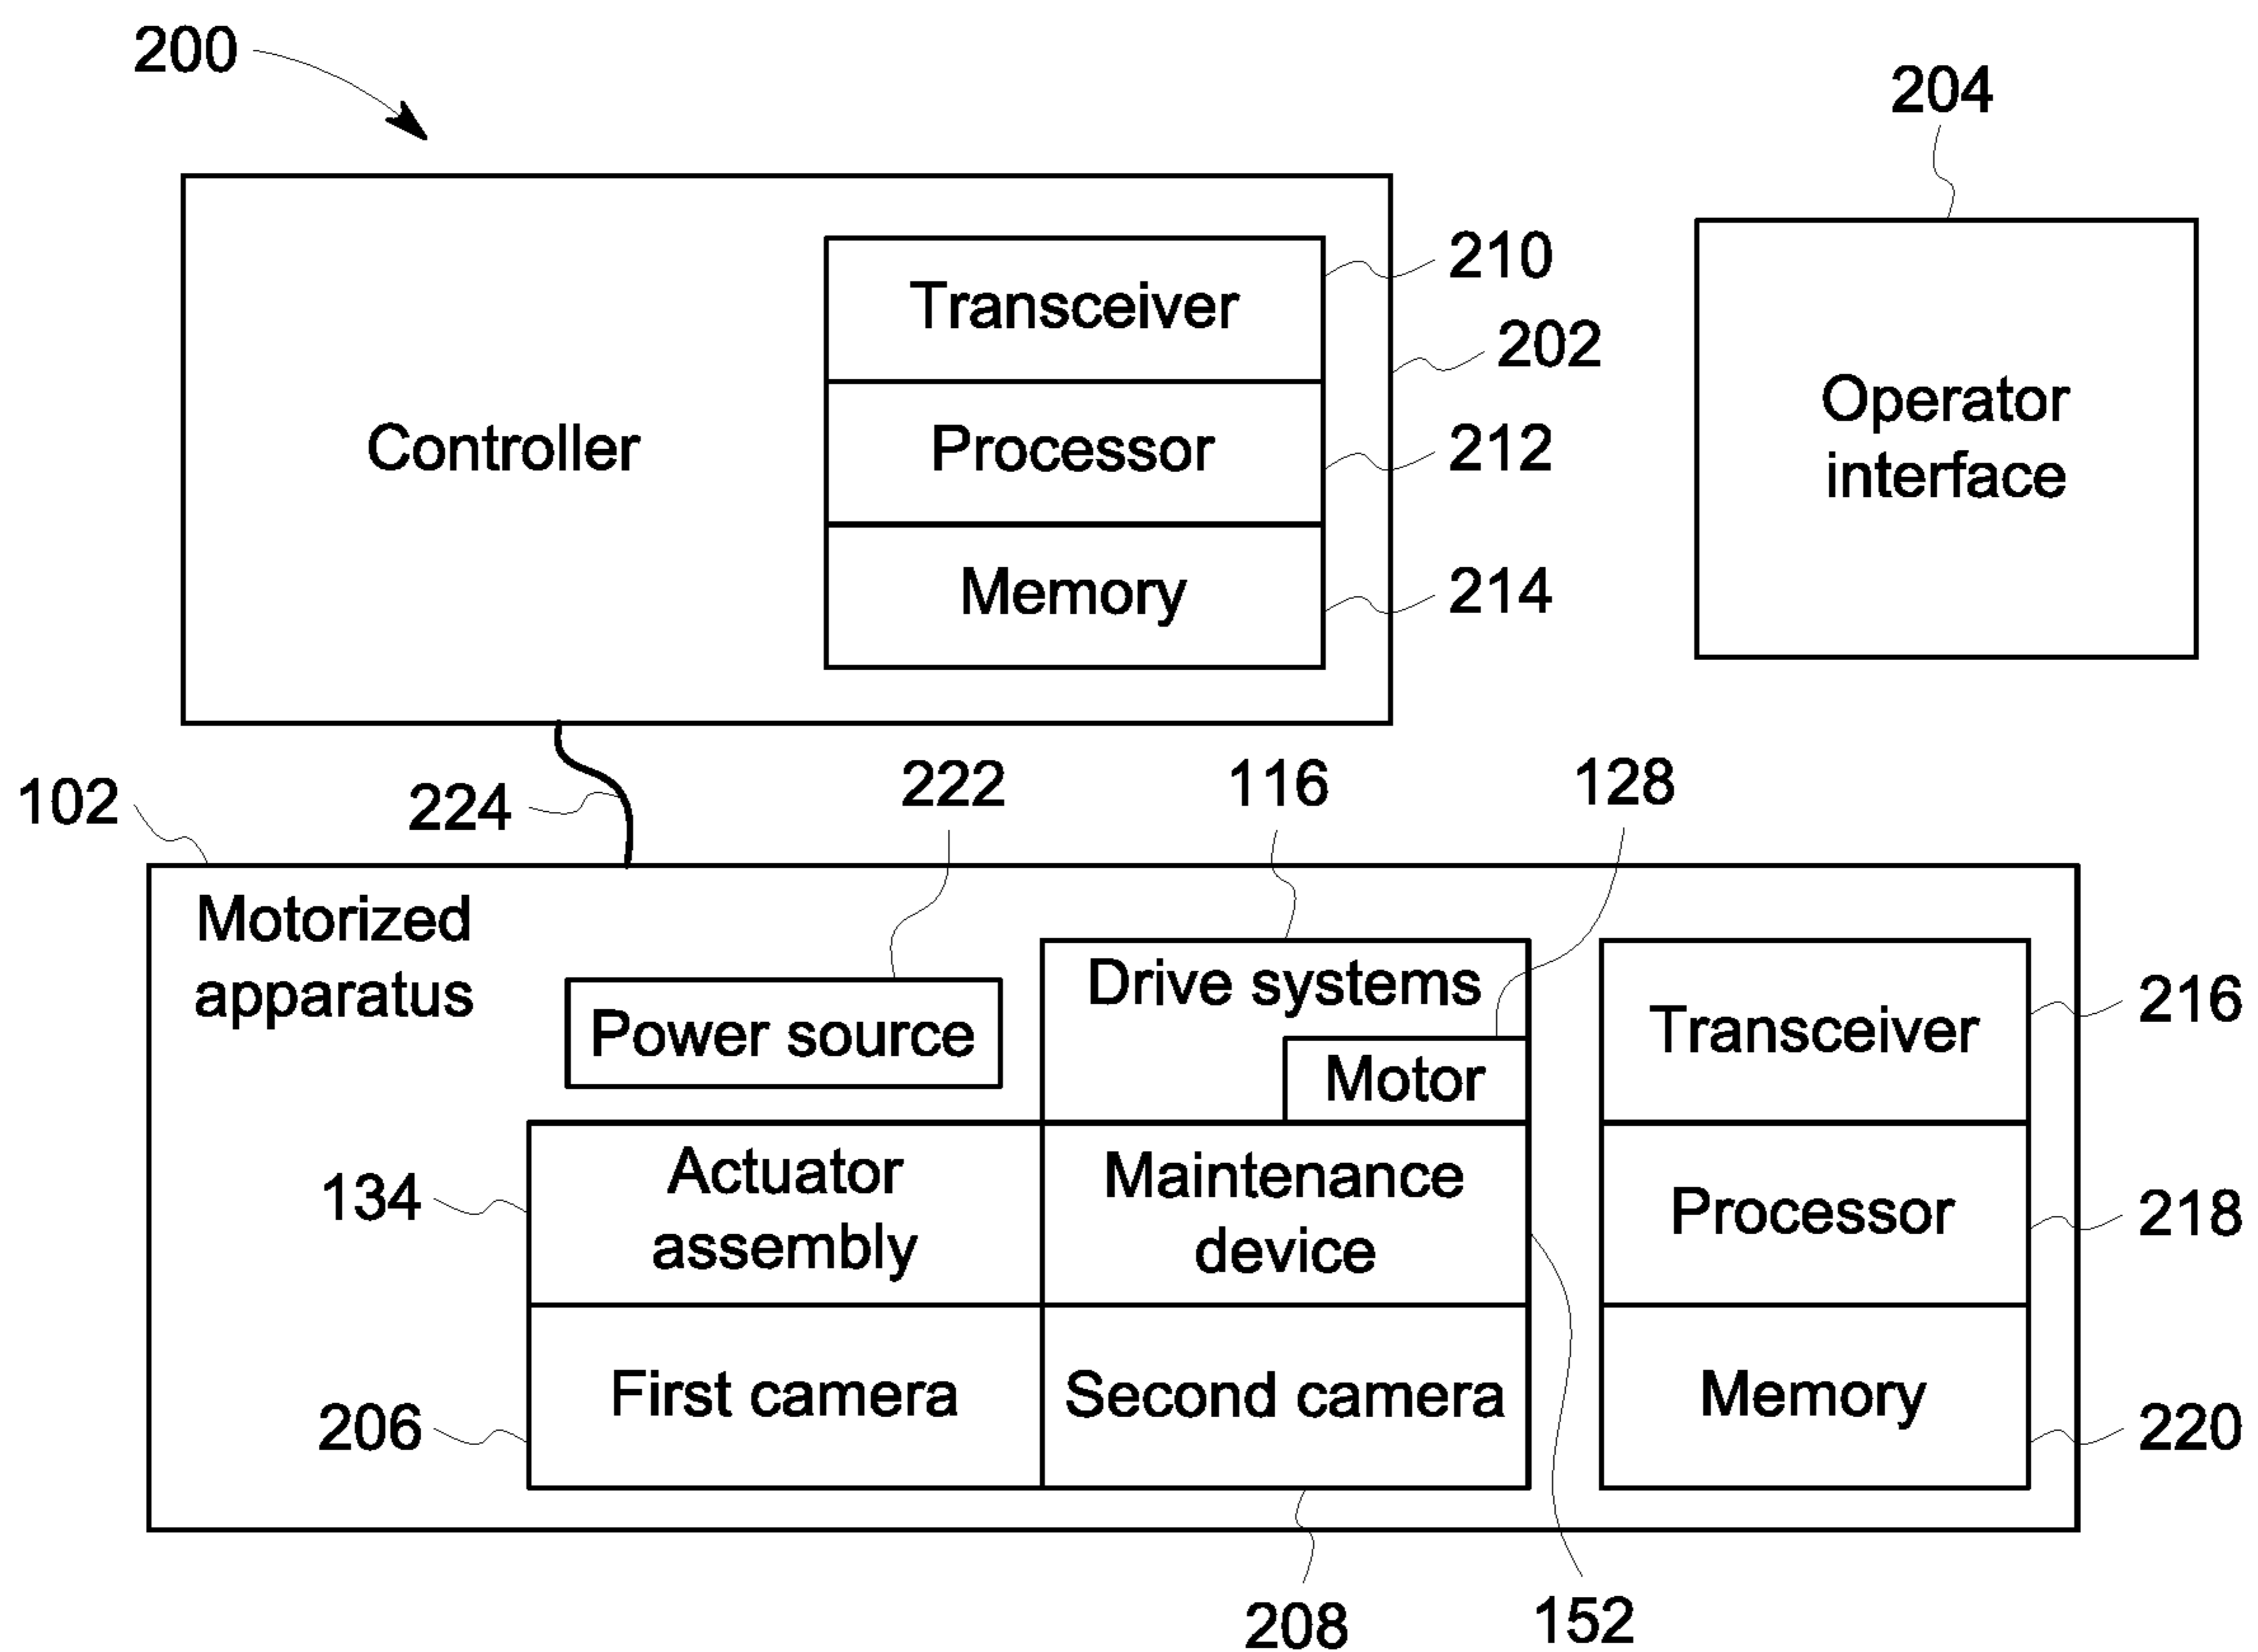 200
204
210
Transceiver
202
Operator
interface
Controller
Processor
212
Memory
214
102
224
222
116
128
Motorized
apparatus
Drive systems
Power source
Motor
Transceiver
216
134
Actuator
assembly
Maintenance
device
Processor
218
206
First camera
Second camera
Memory
220
208
152